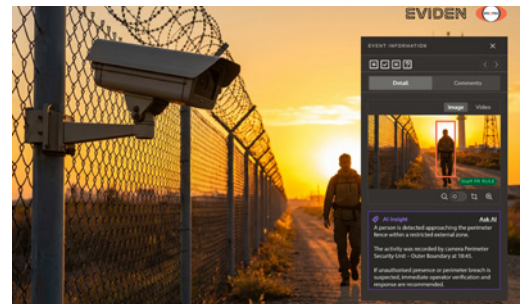 EVIDEN
EVENT INFORMATION
Detail Comments
Image Video
AI Insight Ask AI
A person is detected approaching the perimeter
fence within a restricted external zone.
The activity was recorded by camera Perimeter
Security Unit – Outer Boundary at 18:45.
If unauthorised presence or perimeter breach is
suspected, immediate operator verification and
response are recommended.